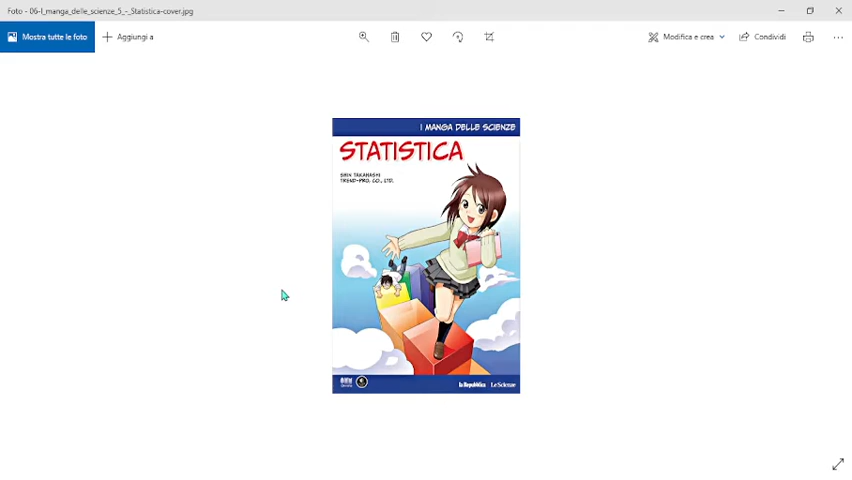 Foto - 06-I_manga_delle_scienze_5_-_Statistica-cover.jpg
Mostra tutte le foto
Aggiungi a
Modifica e crea
Condividi
I MANGA DELLE SCIENZE
STATISTICA
SHIN TAKAHASHI
TREND-PRO. CO., LTD.
la Repubblica
Le Scienze